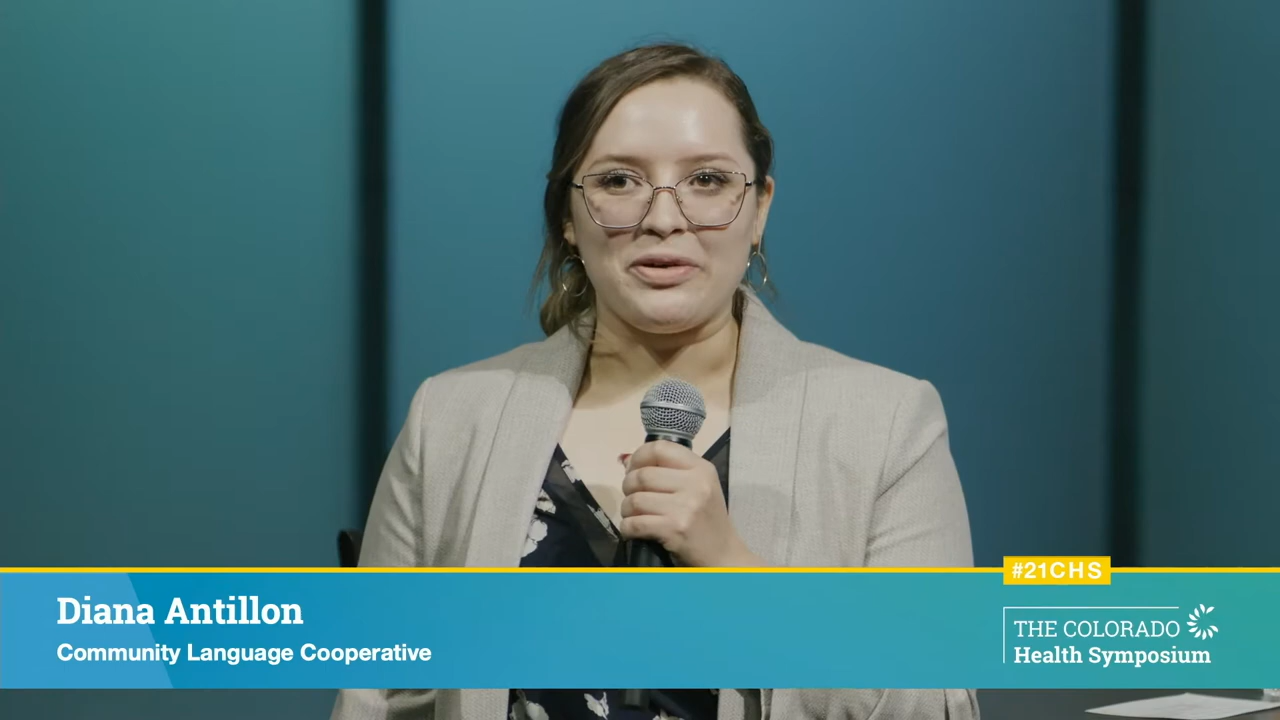 #21CHS
Diana Antillon
Community Language Cooperative
THE COLORADO
Health Symposium